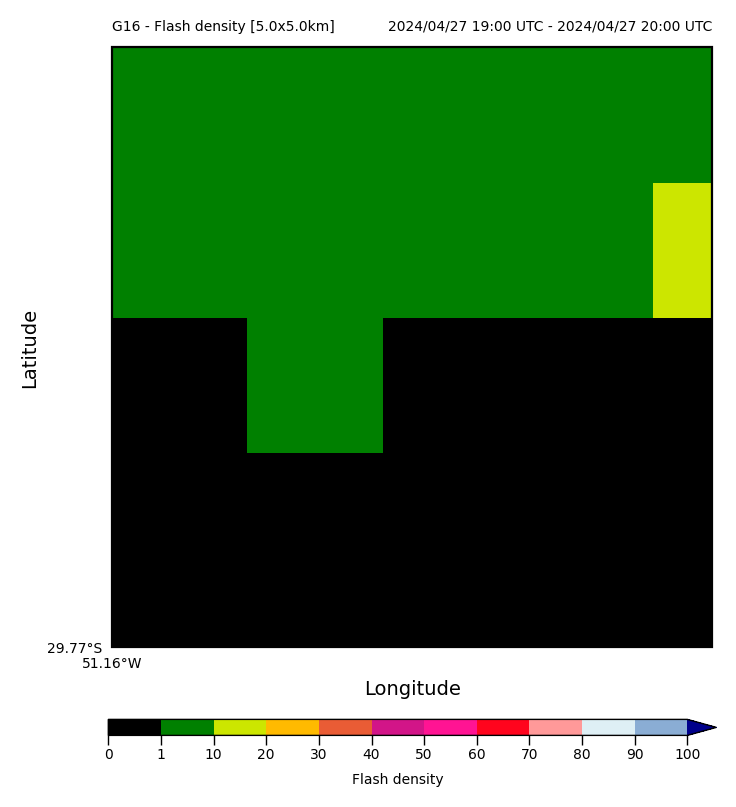 G16 - Flash density [5.0x5.0km] 2024/04/27 19:00 UTC - 2024/04/27 20:00 UTC
Latitude
29.77°S
51.16°W
Longitude
0 1 10 20 30 40 50 60 70 80 90 100
Flash density